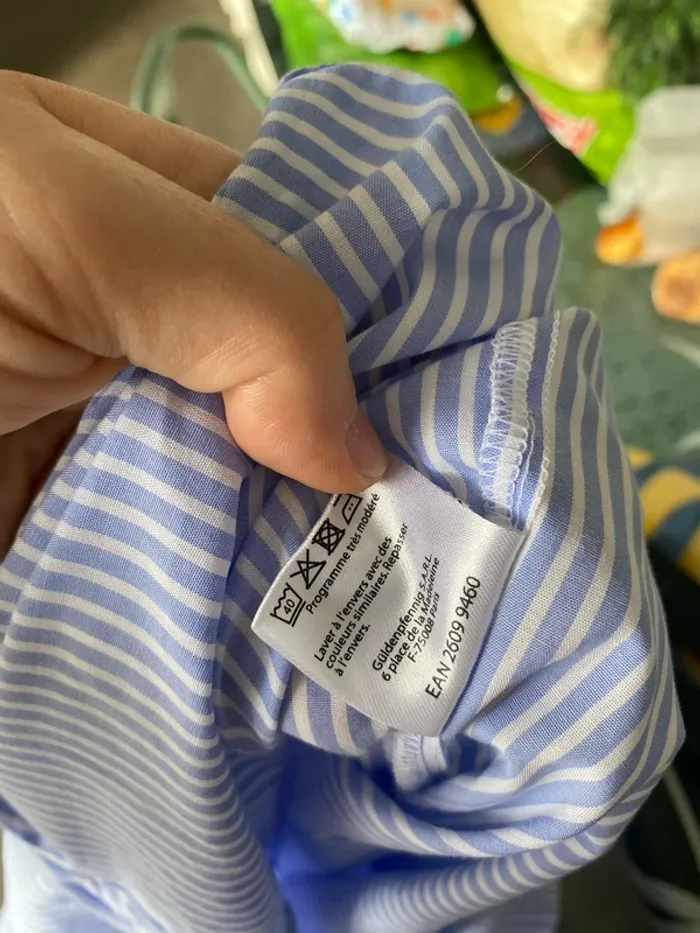 40
Programme très modéré
Laver à l'envers avec des
couleurs similaires. Repasser
à l'envers.
Güldenpfennig S.A.R.L.
6 place de la Madeleine
F-75008 Paris
EAN 2609 9460